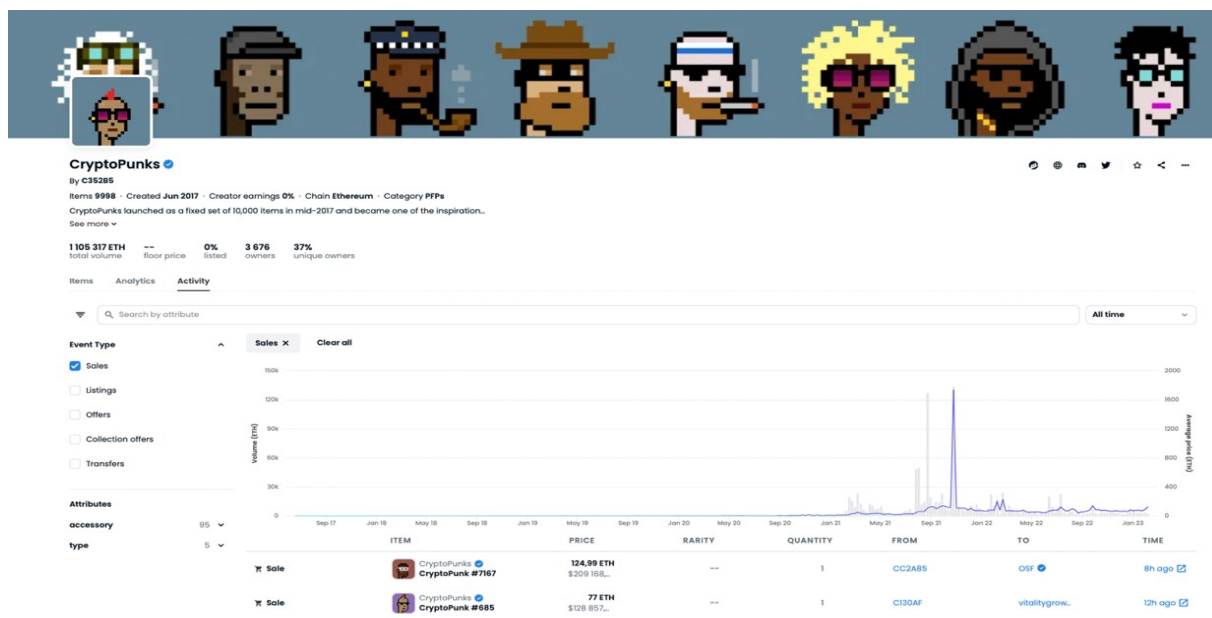 CryptoPunks
By C352B5
Items 9998 · Created Jun 2017 · Creator earnings 0% · Chain Ethereum · Category PFPs
CryptoPunks launched as a fixed set of 10,000 items in mid-2017 and became one of the inspiration...
See more
1 105 317 ETH -- 0% 3 676 37%
total volume floor price listed owners unique owners
Items Analytics Activity
Search by attribute All time
Event Type
Sales
Listings
Offers
Collection offers
Transfers
Attributes
accessory 95
type 5
Sales × Clear all
150k 2000
120k 1600
90k 1200
60k 800
30k 400
0 0
Volume (ETH)
Average price (ETH)
Sep 17 Jan 18 May 18 Sep 18 Jan 19 May 19 Sep 19 Jan 20 May 20 Sep 20 Jan 21 May 21 Sep 21 Jan 22 May 22 Sep 22 Jan 23
ITEM PRICE RARITY QUANTITY FROM TO TIME
Sale CryptoPunks CryptoPunk #7167 124,99 ETH $209 168,... -- 1 CC2A85 OSF 8h ago
Sale CryptoPunks CryptoPunk #685 77 ETH $128 857,... -- 1 C130AF vitalitygrow... 12h ago